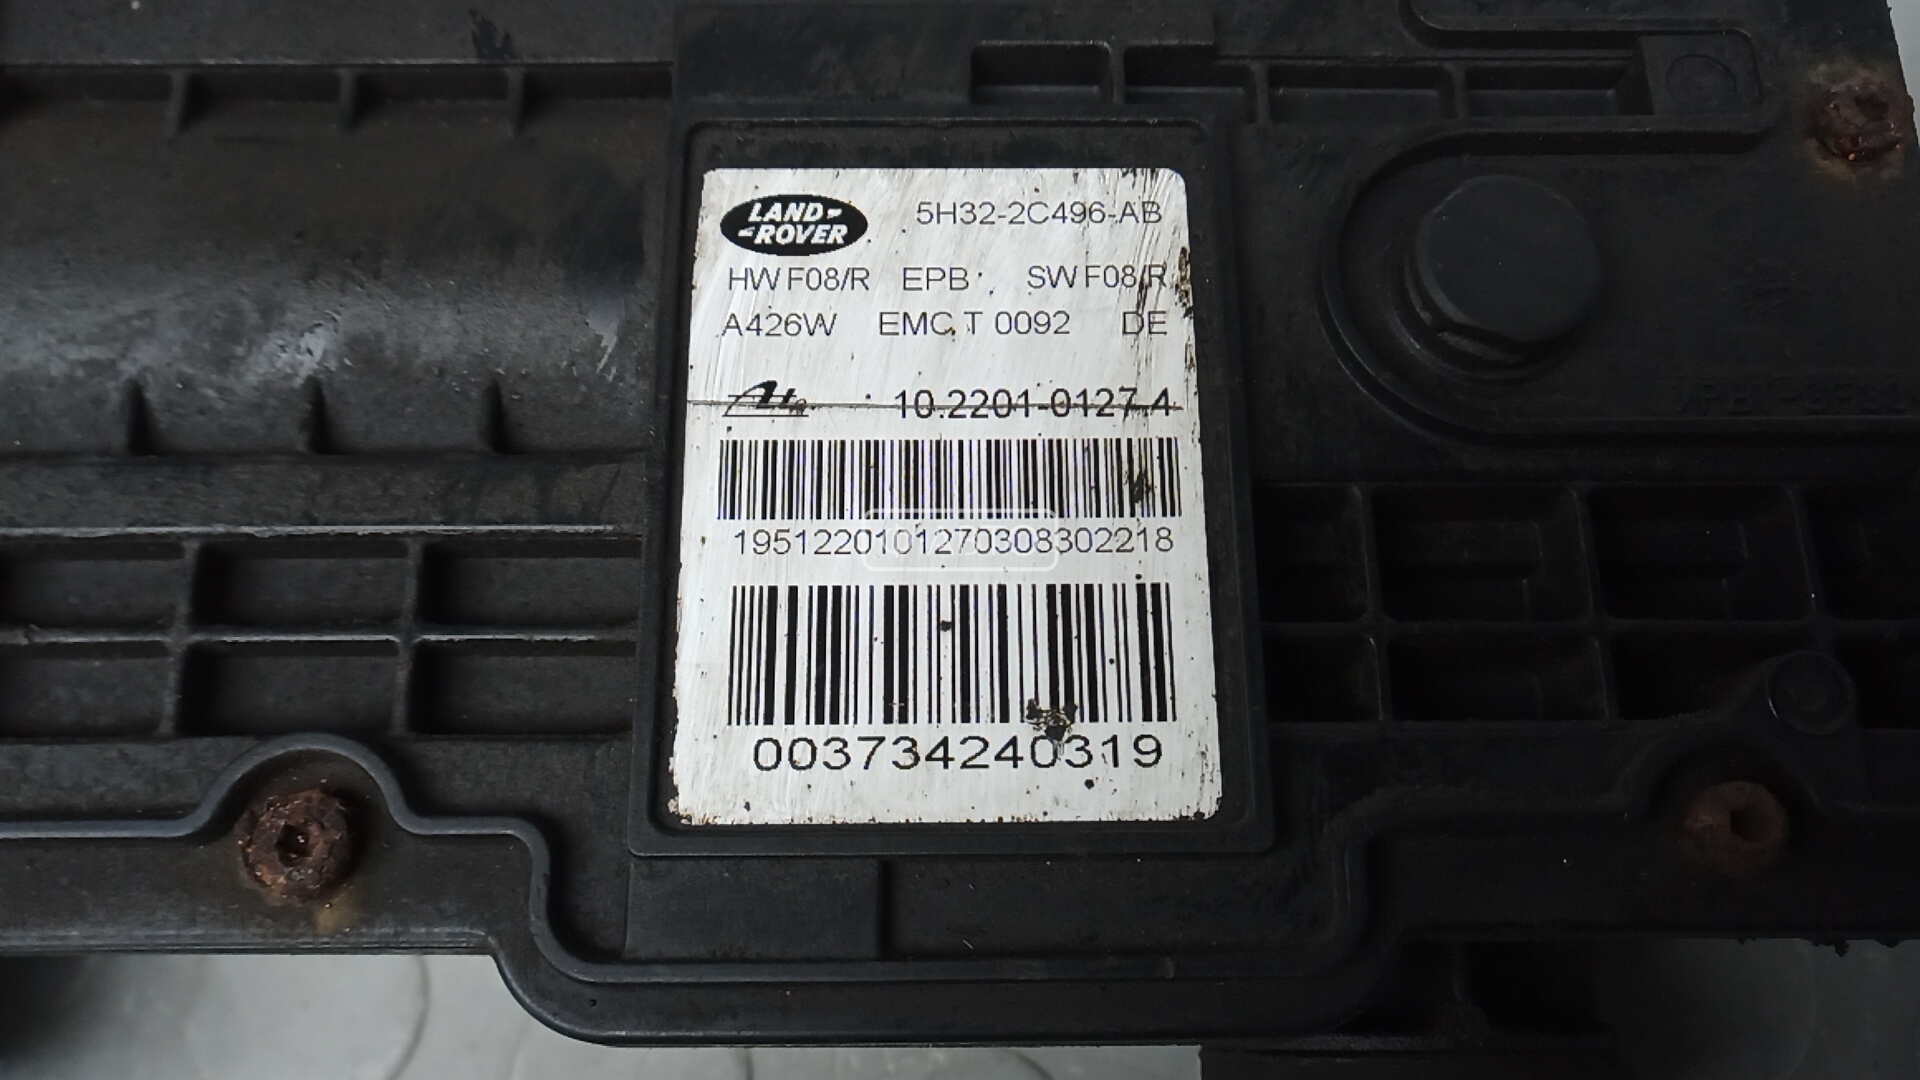 LAND-
-ROVER
5H32-2C496-AB
HW F08/R EPB SW F08/R
A426W EMC.T 0092 DE
Ate 10.2201-0127-4
1951220101270308302218
003734240319